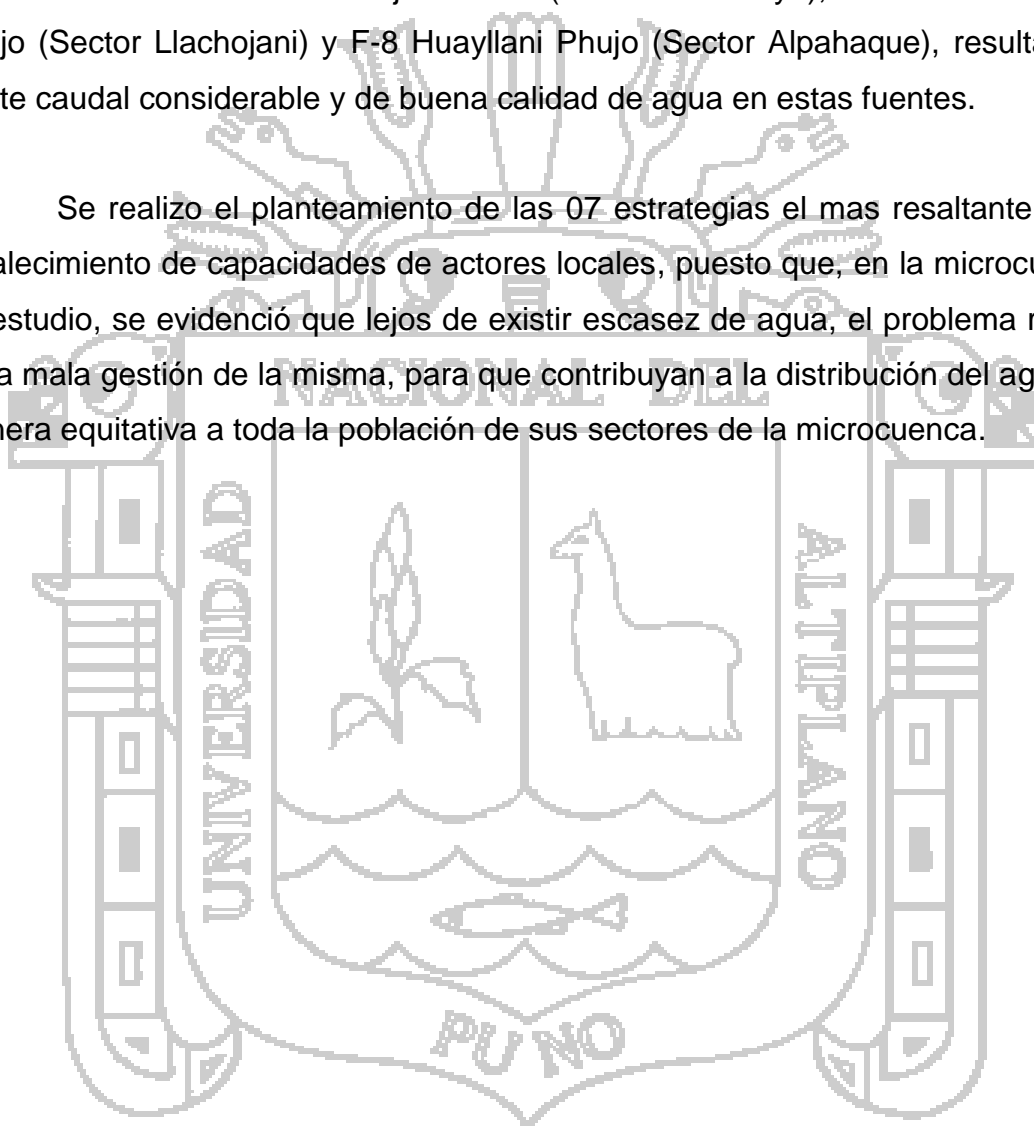 jo (Sector Llachojani) y F-8 Huayllani Phujo (Sector Alpahaque),
te caudal considerable y de buena calidad de agua en estas fuentes.
Se realizo el planteamiento de las 07 estrategias el mas resaltante
alecimiento de capacidades de actores locales, puesto que, en la
estudio, se evidenció que lejos de existir escasez de agua, el problema
a mala gestión de la misma, para que contribuyan a la distribución del
nera equitativa a toda la población de sus sectores de la microcuenca.
NACIONAL DEL
UNIVERSIDAD
ALTIPLANO
PUNO